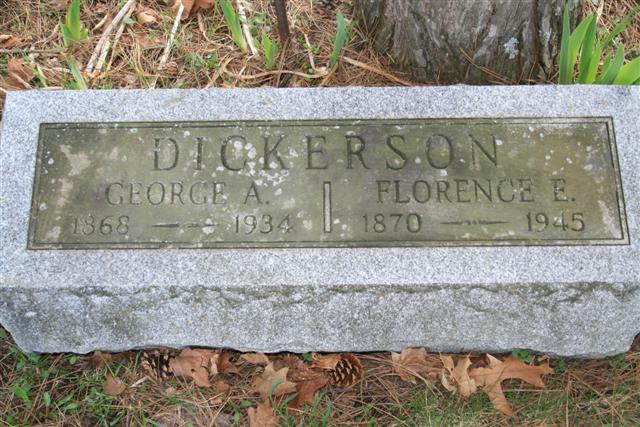 DICKERSON
GEORGE A. | FLORENCE E.
1868 — 1934 | 1870 — 1945